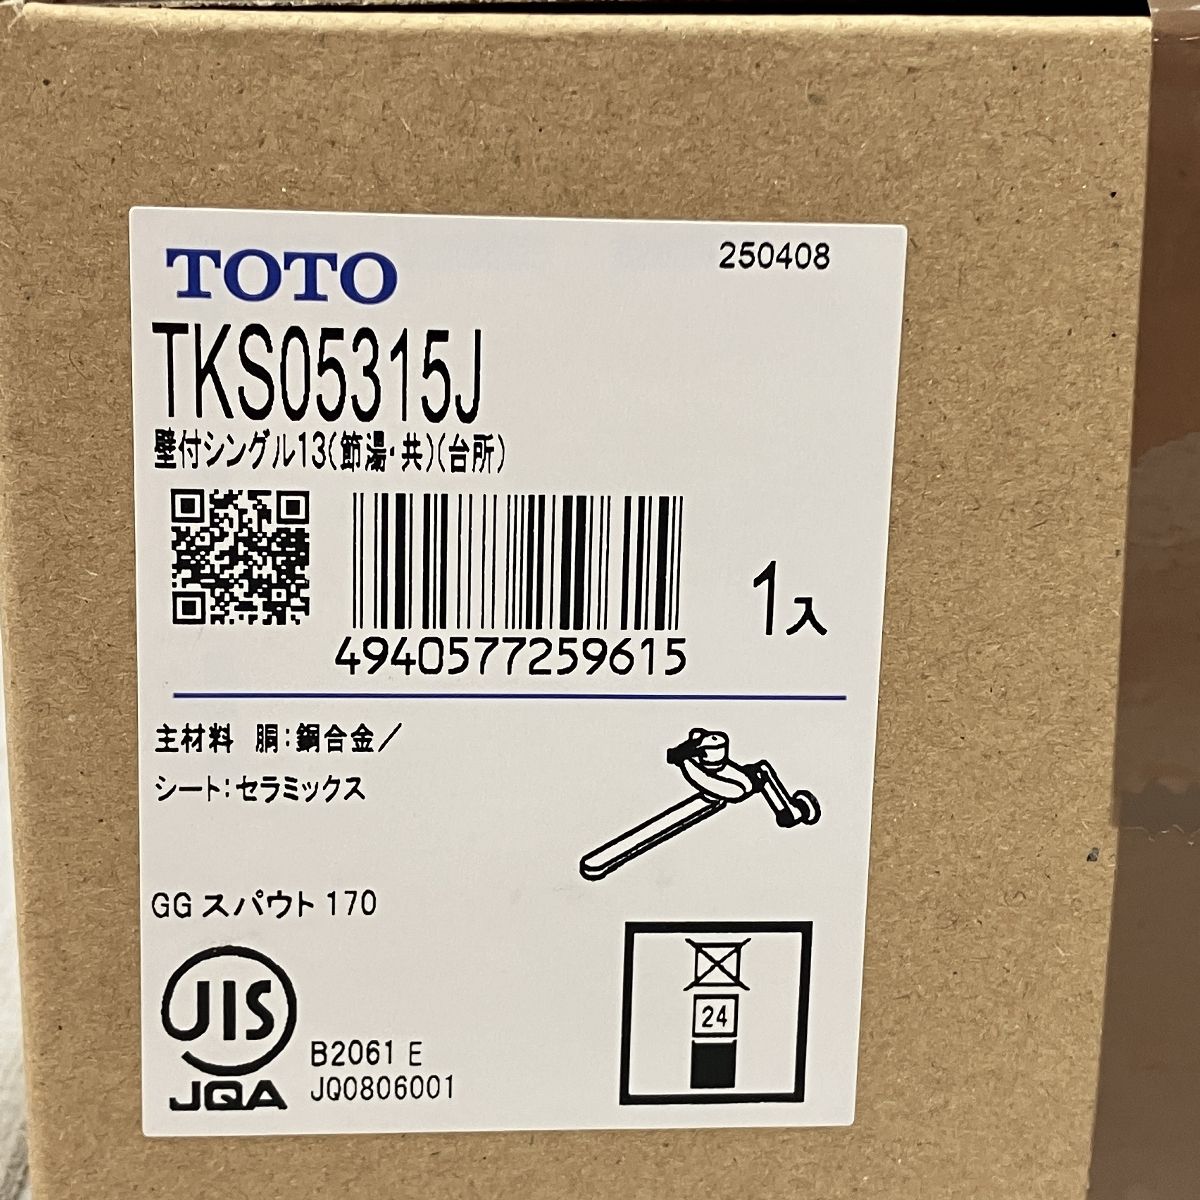 TOTO
250408
TKS05315J
壁付シングル13(節湯・共)(台所)
4940577259615
1入
主材料 胴:銅合金/
シート:セラミックス
GG スパウト 170
JIS
JQA
B2061 E
JQ0806001
24